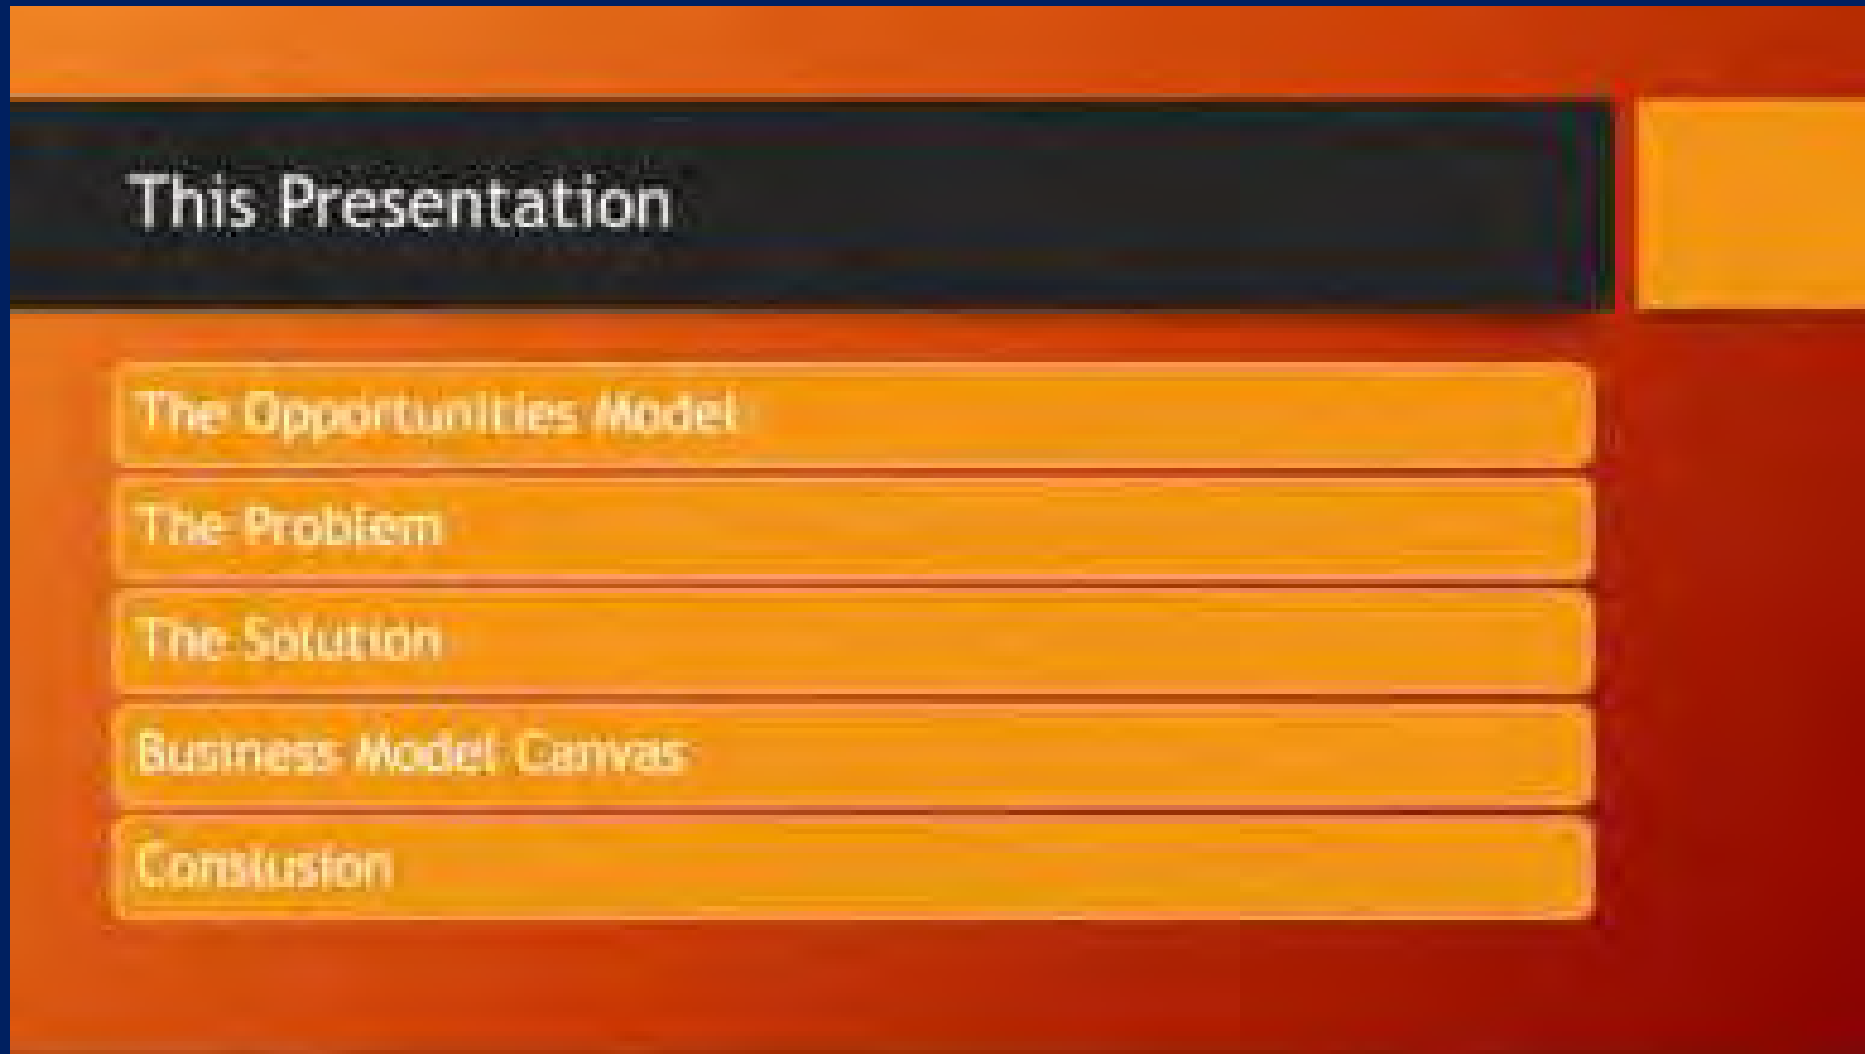 This Presentation
The Opportunities Model
The Problem
The Solution
Business Model Canvas
Conslusion